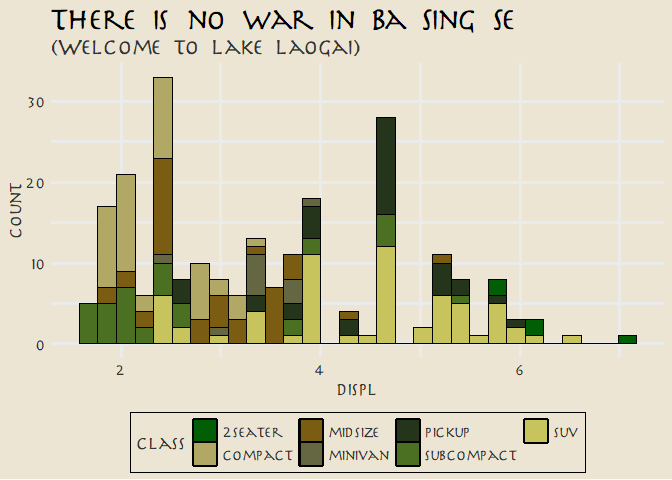 THERE IS NO WAR IN BA SING SE
(WELCOME TO LAKE LAOGAI)
30
20
10
0
COUNT
2 4 6
DISPL
CLASS
2SEATER MIDSIZE PICKUP SUV
COMPACT MINIVAN SUBCOMPACT